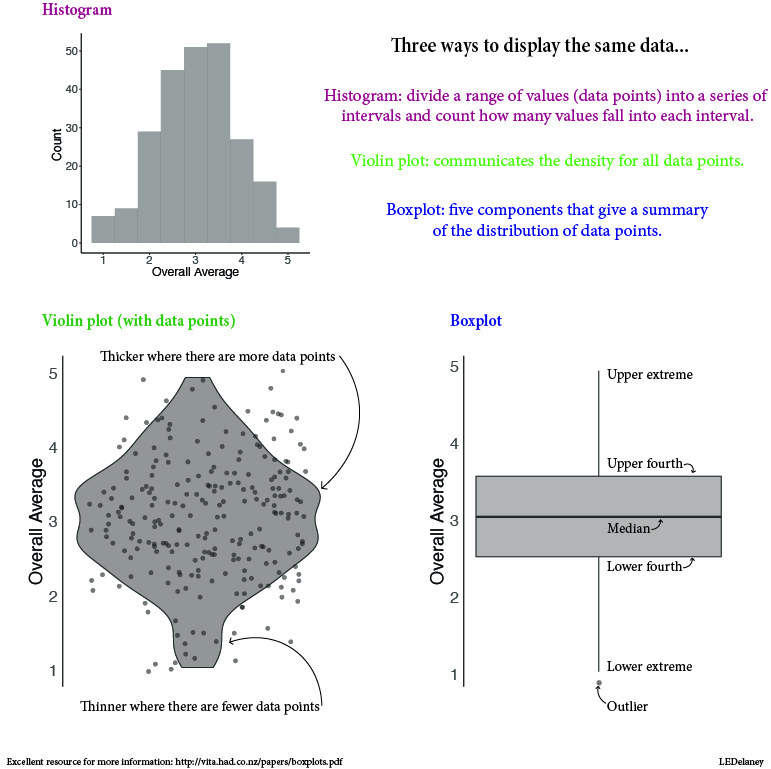 Histogram
Three ways to display the same data...
Histogram: divide a range of values (data points) into a series of
intervals and count how many values fall into each interval.
Violin plot: communicates the density for all data points.
Boxplot: five components that give a summary
of the distribution of data points.
Count
50
40
30
20
10
0
1 2 3 4 5
Overall Average
Violin plot (with data points)
Thicker where there are more data points
Overall Average
5
4
3
2
1
Thinner where there are fewer data points
Boxplot
Overall Average
5
4
3
2
1
Upper extreme
Upper fourth
Median
Lower fourth
Lower extreme
Outlier
Excellent resource for more information: http://vita.had.co.nz/papers/boxplots.pdf
LEDelaney